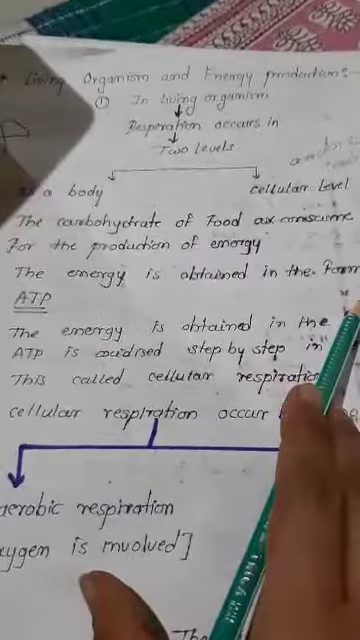 Living Organism and Energy production:
① In living organism
Respiration occurs in
Two levels
a body
cellular level
The carbohydrate of Food are consume
For the production of energy
The energy is obtained in the Form
ATP
The energy is obtained in the
ATP is oxidised step by step in
This called cellular respiration
cellular respiration occur
aerobic respiration
oxygen is involved]
The